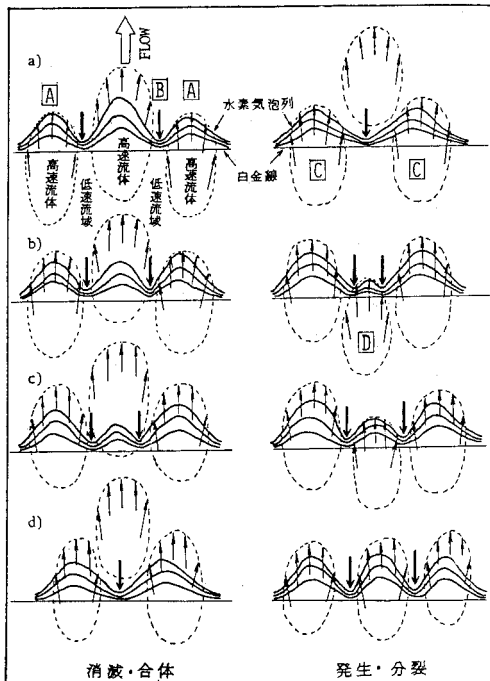 a)
FLOW
A
B
A
水素気泡列
白金線
高速流体
低速流域
高速流体
低速流域
高速流体
C
C
b)
D
c)
d)
消滅・合体
発生・分裂